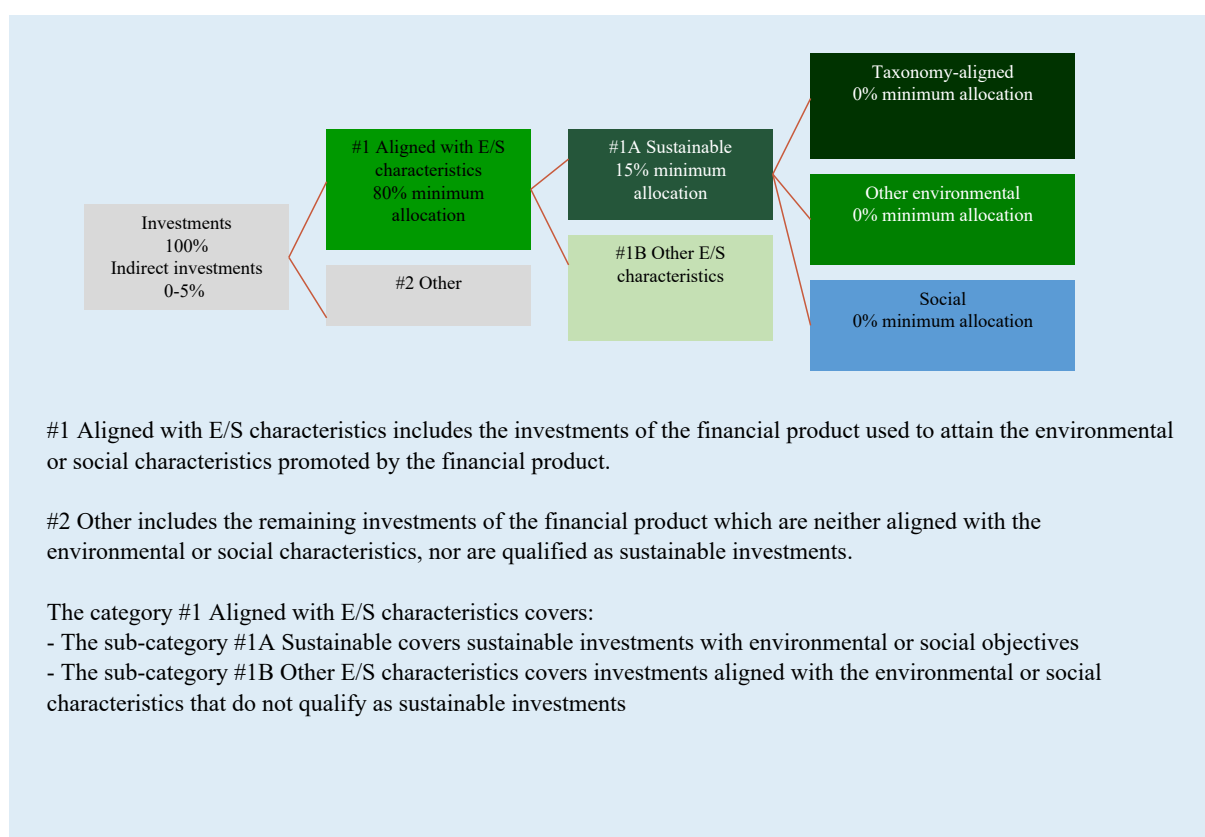 Investments
100%
Indirect investments
0-5%
#1 Aligned with E/S
characteristics
80% minimum
allocation
#2 Other
#1A Sustainable
15% minimum
allocation
#1B Other E/S
characteristics
Taxonomy-aligned
0% minimum allocation
Other environmental
0% minimum allocation
Social
0% minimum allocation
#1 Aligned with E/S characteristics includes the investments of the financial product used to attain the environmental
or social characteristics promoted by the financial product.
#2 Other includes the remaining investments of the financial product which are neither aligned with the
environmental or social characteristics, nor are qualified as sustainable investments.
The category #1 Aligned with E/S characteristics covers:
- The sub-category #1A Sustainable covers sustainable investments with environmental or social objectives
- The sub-category #1B Other E/S characteristics covers investments aligned with the environmental or social
characteristics that do not qualify as sustainable investments